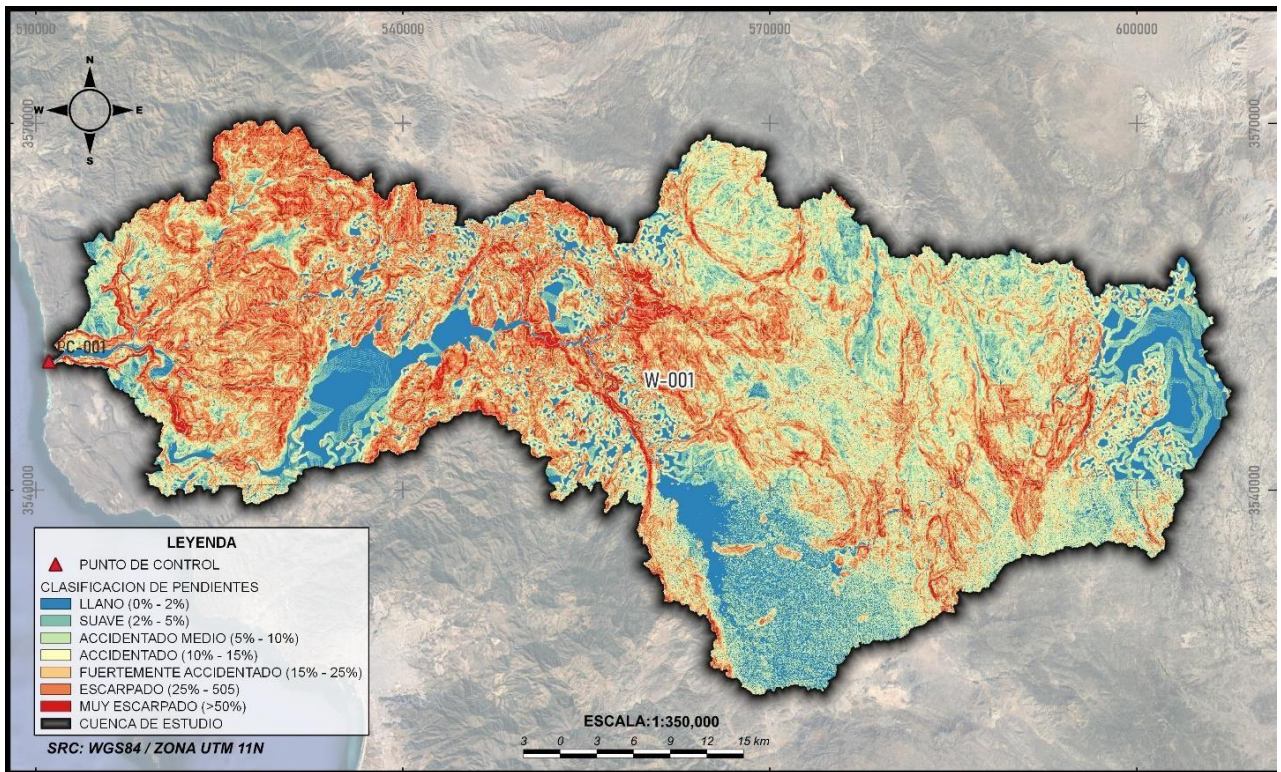 510000
540000
570000
600000
N
W
E
S
3570000
3570000
PC-001
W-001
3540000
3540000
LEYENDA
PUNTO DE CONTROL
CLASIFICACION DE PENDIENTES
LLANO (0% - 2%)
SUAVE (2% - 5%)
ACCIDENTADO MEDIO (5% - 10%)
ACCIDENTADO (10% - 15%)
FUERTEMENTE ACCIDENTADO (15% - 25%)
ESCARPADO (25% - 505)
MUY ESCARPADO (>50%)
CUENCA DE ESTUDIO
SRC: WGS84 / ZONA UTM 11N
ESCALA:1:350,000
3 0 3 6 9 12 15 km